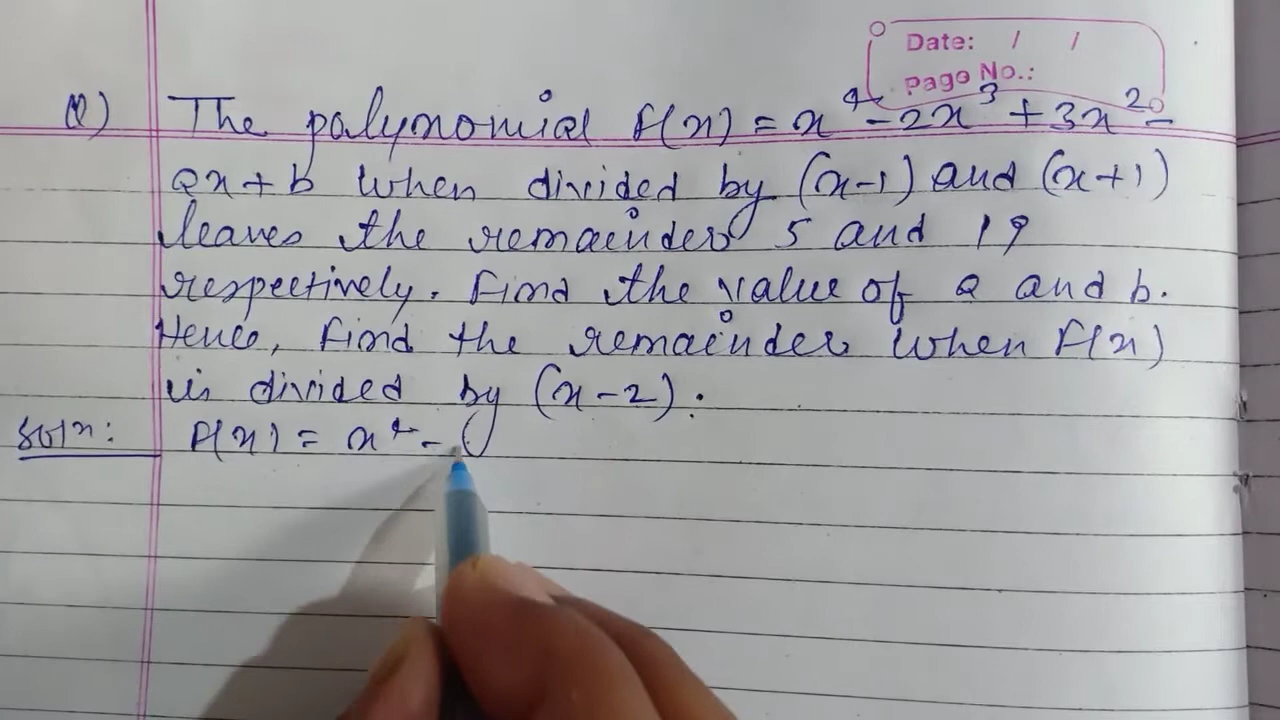 Date: / /
Page No.:
Q) The polynomial f(x) = x⁴ - 2x³ + 3x² -
ax + b when divided by (x-1) and (x+1)
leaves the remainder 5 and 19
respectively. Find the value of a and b.
Hence, find the remainder when f(x)
is divided by (x-2).
Soln: f(x) = x⁴ -